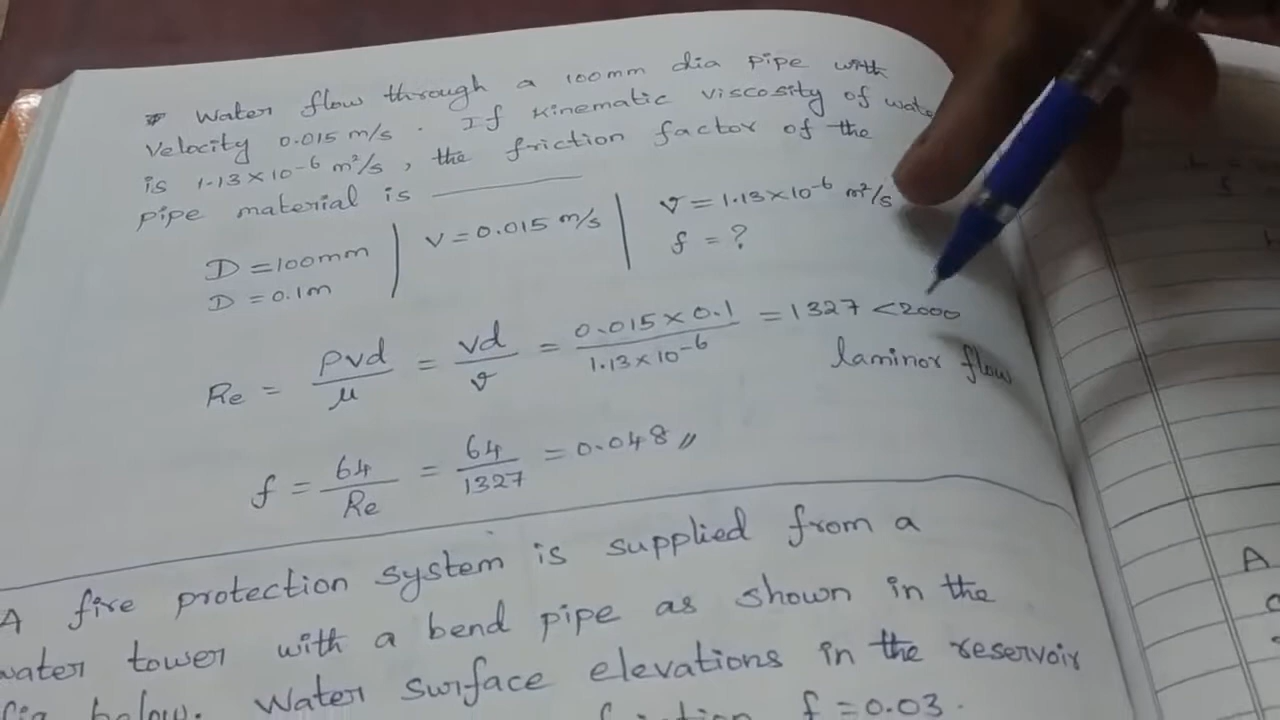 * Water flow through a 100mm dia pipe with
velocity 0.015 m/s. If kinematic viscosity of wate
is 1.13×10⁻⁶ m²/s, the friction factor of the
pipe material is ————
D = 100mm | V = 0.015 m/s | ν = 1.13×10⁻⁶ m²/s
D = 0.1m f = ?
Re = ρvd/μ = vd/ν = 0.015×0.1/1.13×10⁻⁶ = 1327 < 2000
laminor flow
f = 64/Re = 64/1327 = 0.048 //
A fire protection system is supplied from a
water tower with a bend pipe as shown in the
below. Water surface elevations in the reservoir
f = 0.03.
A